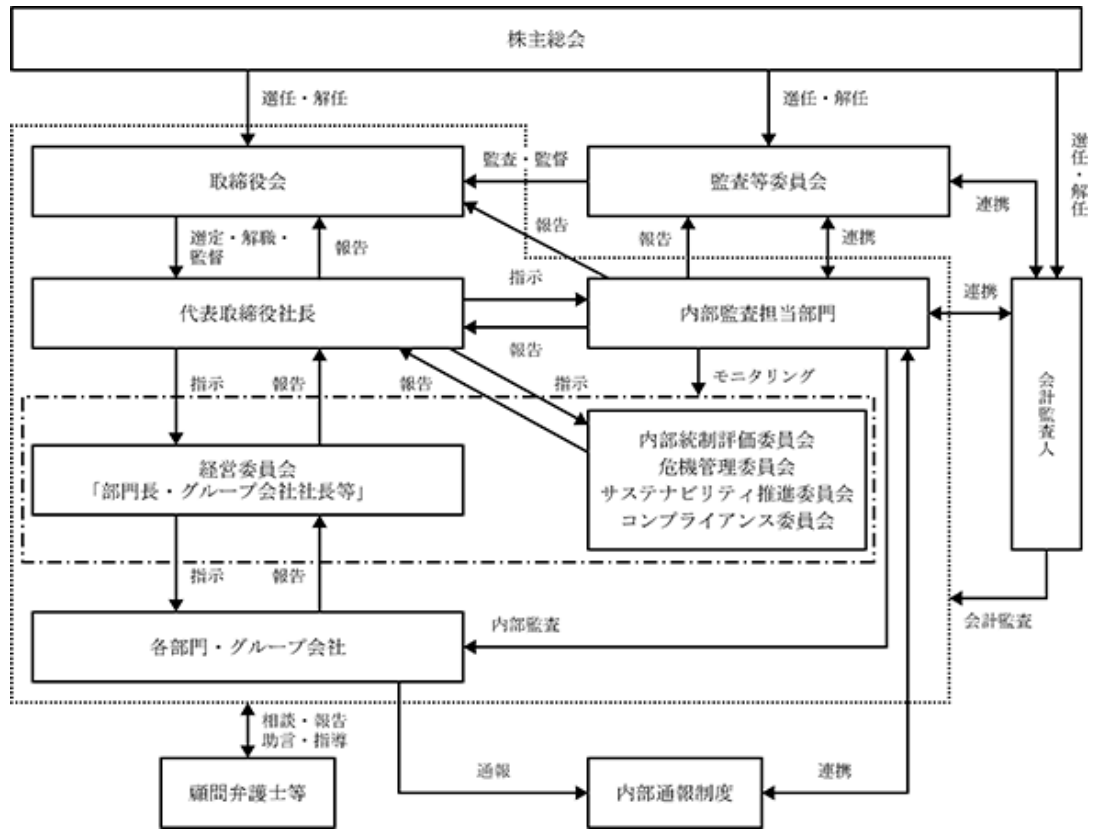 株主総会
選任・解任
選任・解任
選任・解任
取締役会
監査・監督
監査等委員会
連携
選定・解職・
監督
報告
報告
報告
連携
代表取締役社長
指示
報告
内部監査担当部門
連携
会計監査人
指示
報告
報告
指示
モニタリング
経営委員会
「部門長・グループ会社社長等」
内部統制評価委員会
危機管理委員会
サステナビリティ推進委員会
コンプライアンス委員会
指示
報告
内部監査
会計監査
各部門・グループ会社
相談・報告
助言・指導
通報
連携
顧問弁護士等
内部通報制度